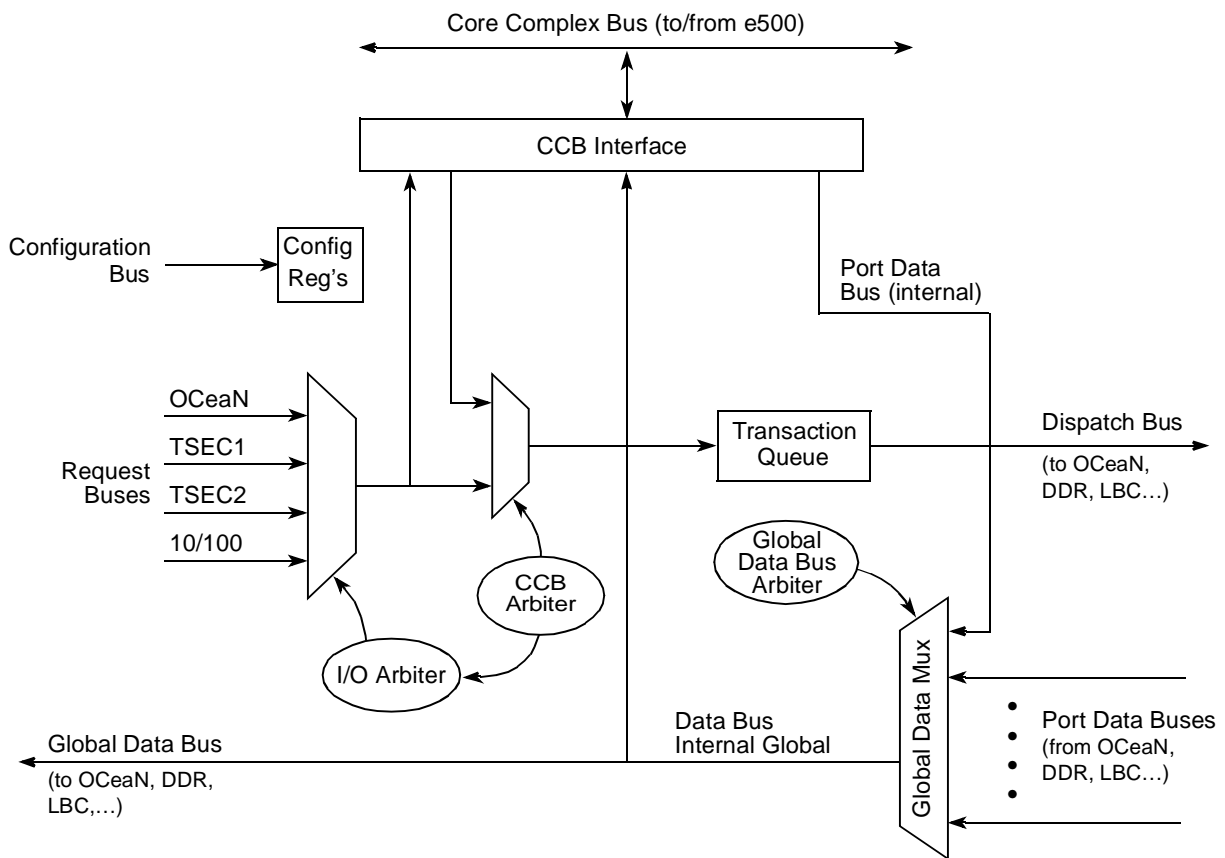 Core Complex Bus (to/from e500)
CCB Interface
Configuration
Bus
Config
Reg's
Port Data
Bus (internal)
OCeaN
TSEC1
Request
Buses
TSEC2
10/100
Transaction
Queue
Dispatch Bus
(to OCeaN,
DDR, LBC…)
CCB
Arbiter
Global
Data Bus
Arbiter
I/O Arbiter
Global Data Mux
Port Data Buses
(from OCeaN,
DDR, LBC…)
Data Bus
Internal Global
Global Data Bus
(to OCeaN, DDR,
LBC,…)